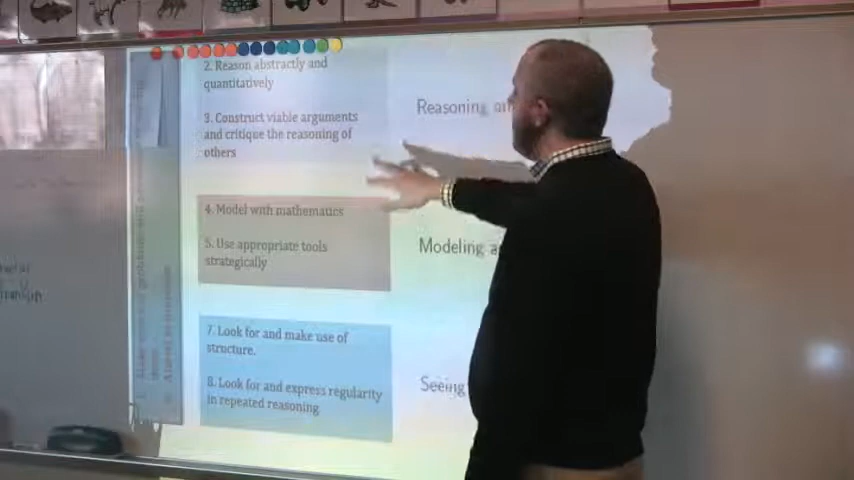 2. Reason abstractly and
quantitatively
3. Construct viable arguments
and critique the reasoning of
others
Reasoning
4. Model with mathematics
5. Use appropriate tools
strategically
Modeling
7. Look for and make use of
structure.
8. Look for and express regularity
in repeated reasoning
Seeing